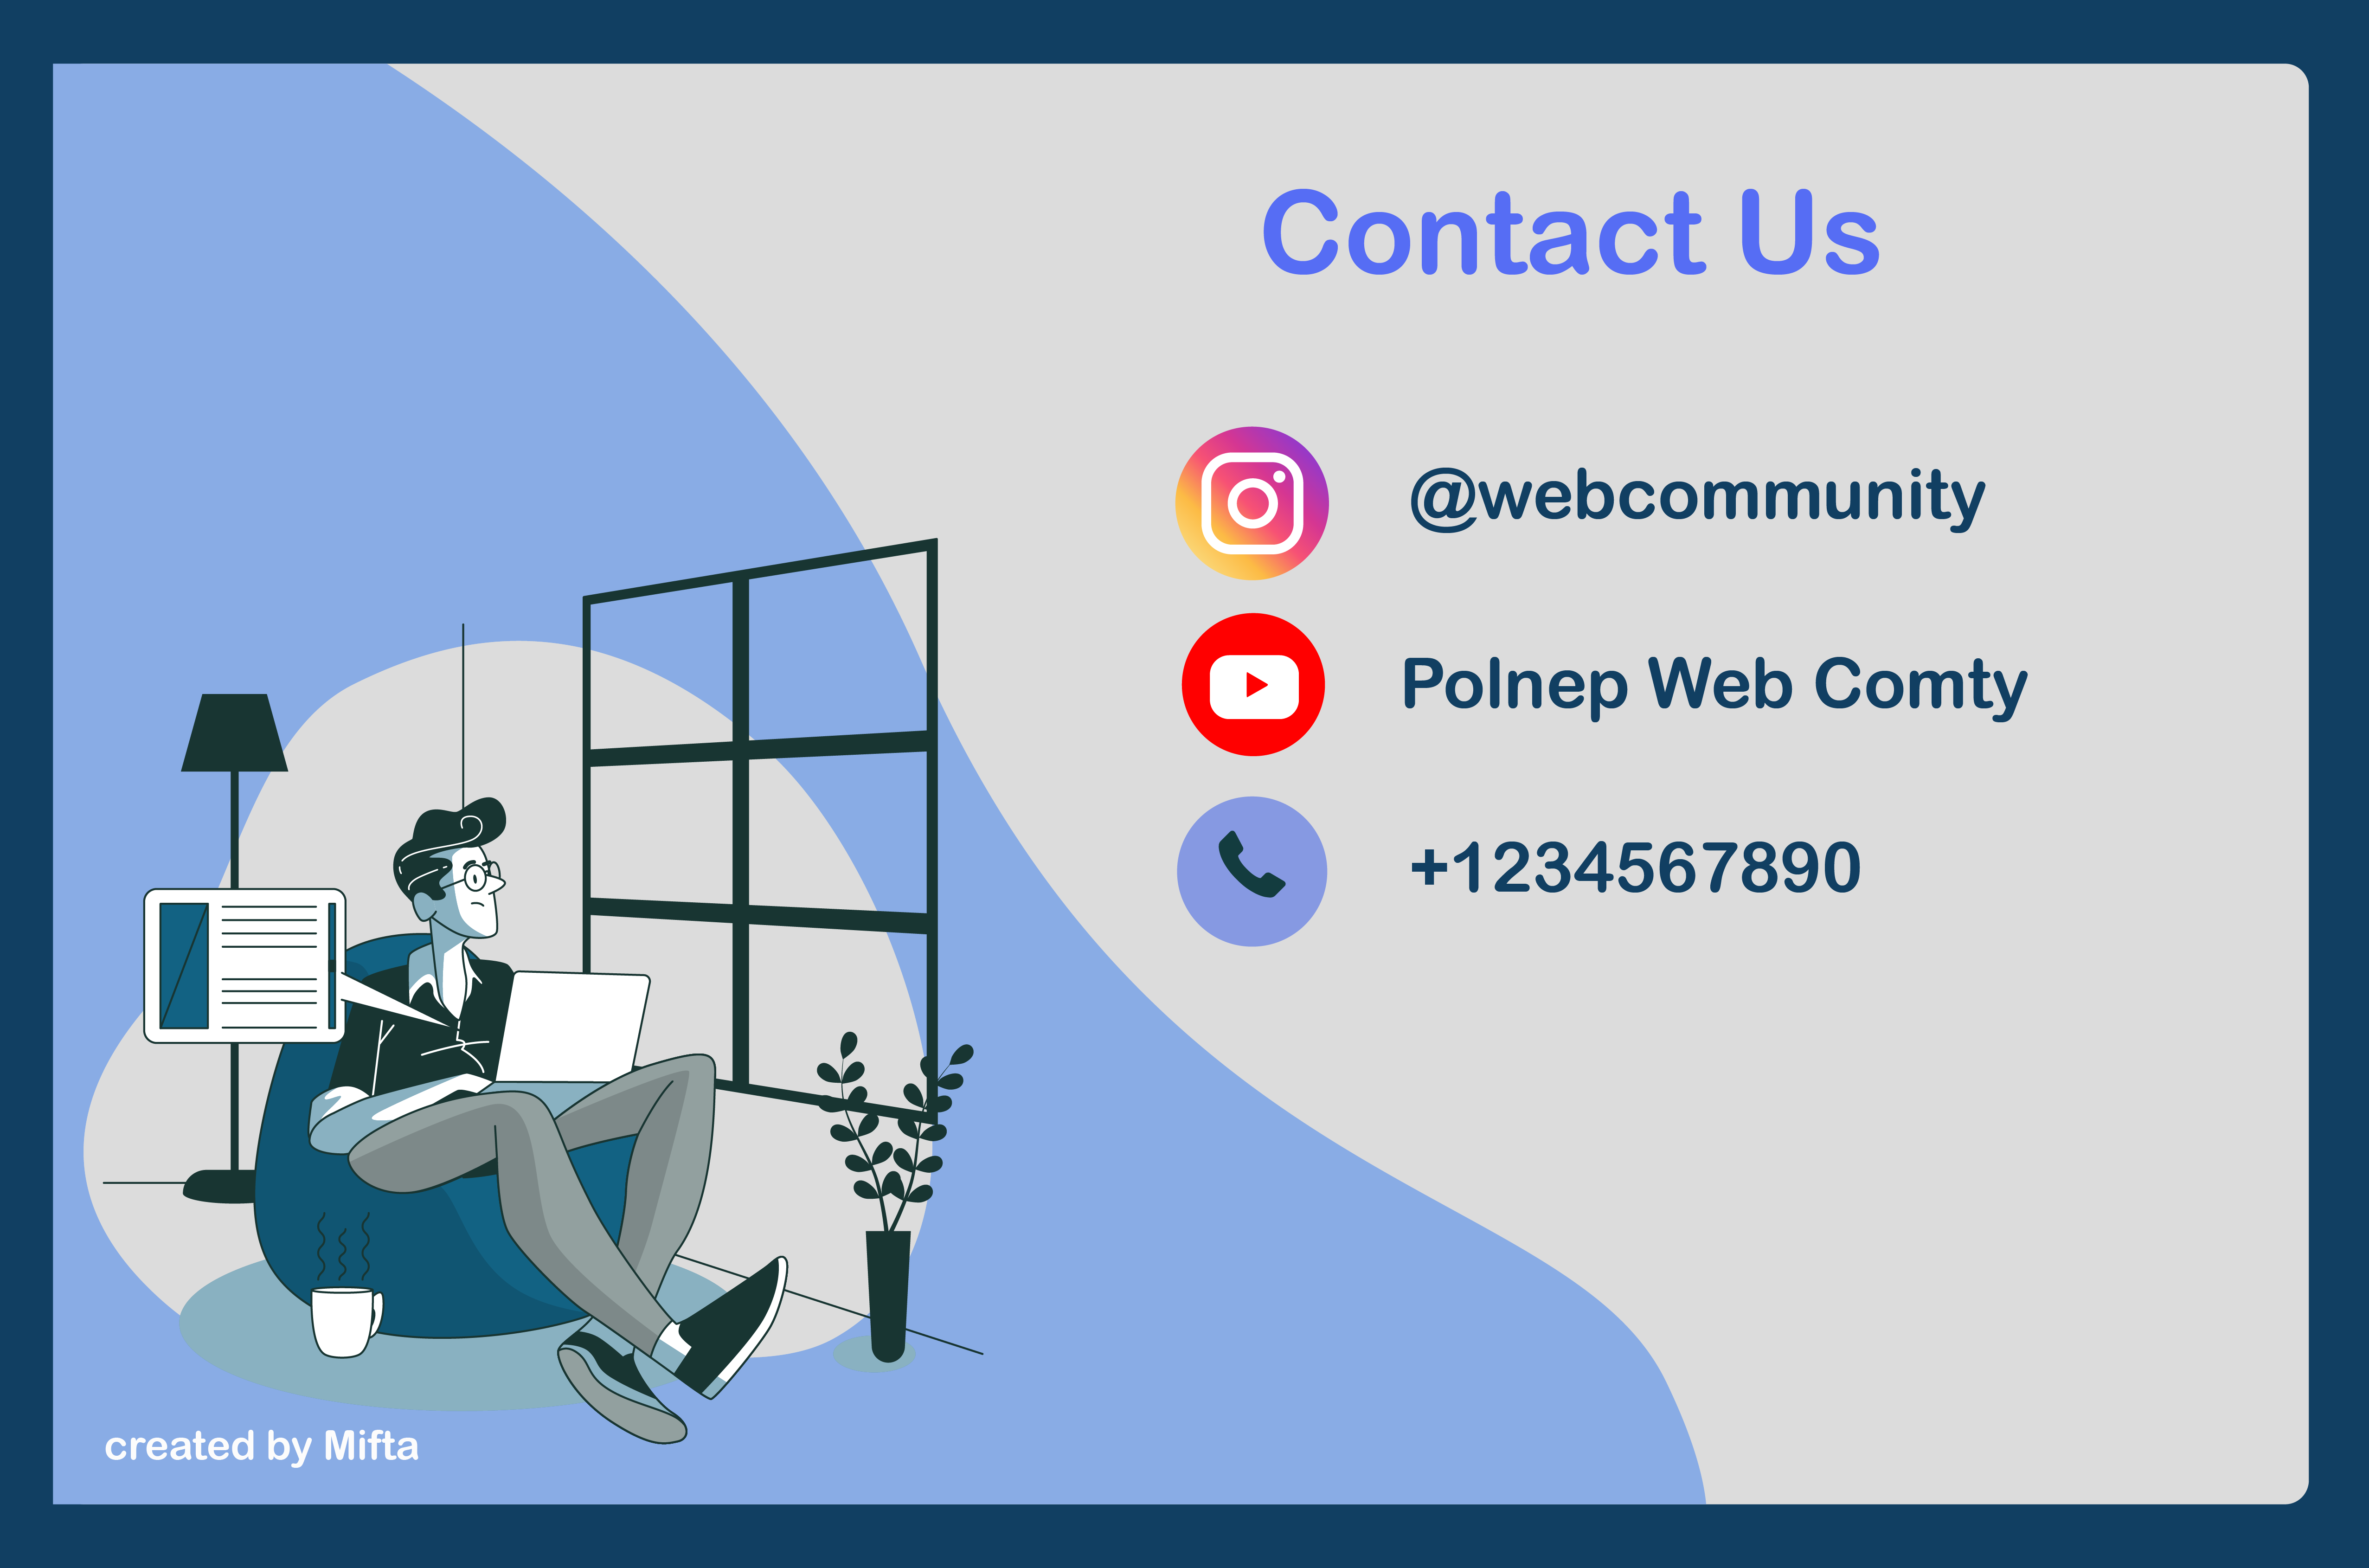 Contact Us
@webcommunity
Polnep Web Comty
+1234567890
created by Mifta